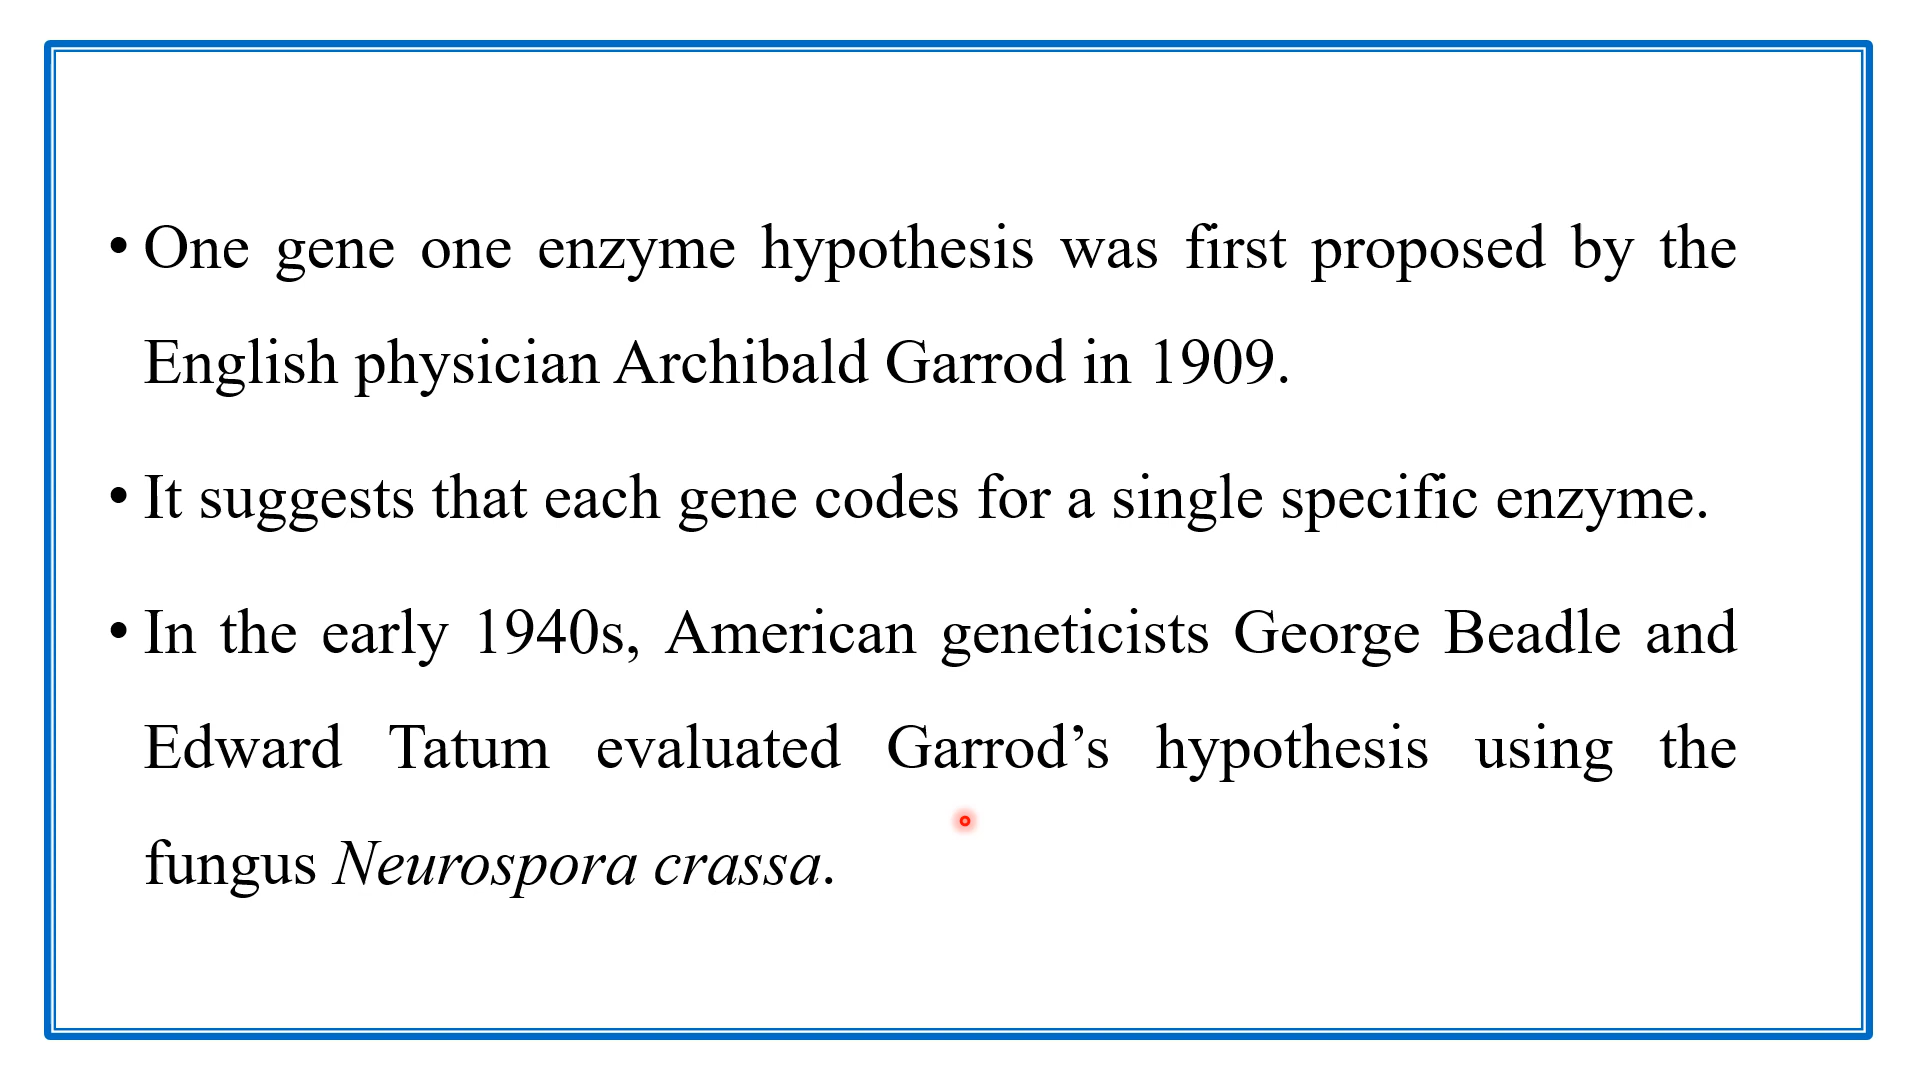 • One gene one enzyme hypothesis was first proposed by the
English physician Archibald Garrod in 1909.
• It suggests that each gene codes for a single specific enzyme.
• In the early 1940s, American geneticists George Beadle and
Edward Tatum evaluated Garrod’s hypothesis using the
fungus Neurospora crassa.